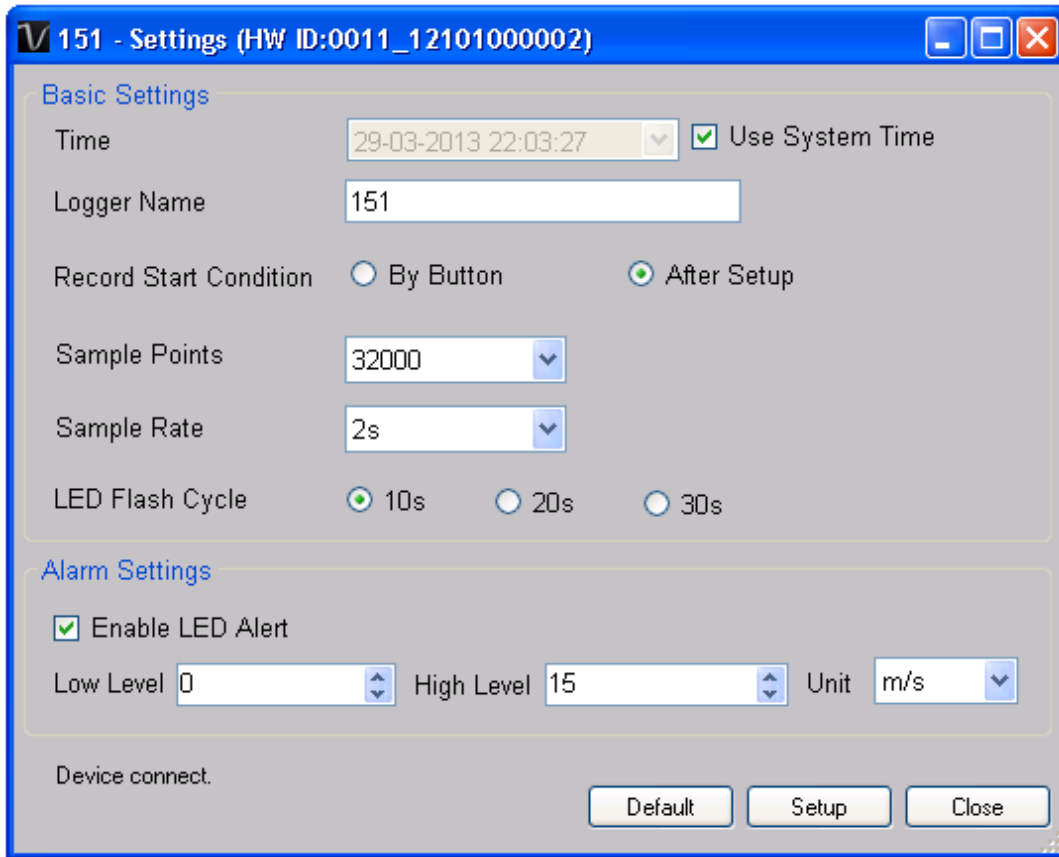 151 - Settings (HW ID:0011_12101000002)
Basic Settings
Time 29-03-2013 22:03:27 Use System Time
Logger Name 151
Record Start Condition By Button After Setup
Sample Points 32000
Sample Rate 2s
LED Flash Cycle 10s 20s 30s
Alarm Settings
Enable LED Alert
Low Level 0 High Level 15 Unit m/s
Device connect.
Default Setup Close